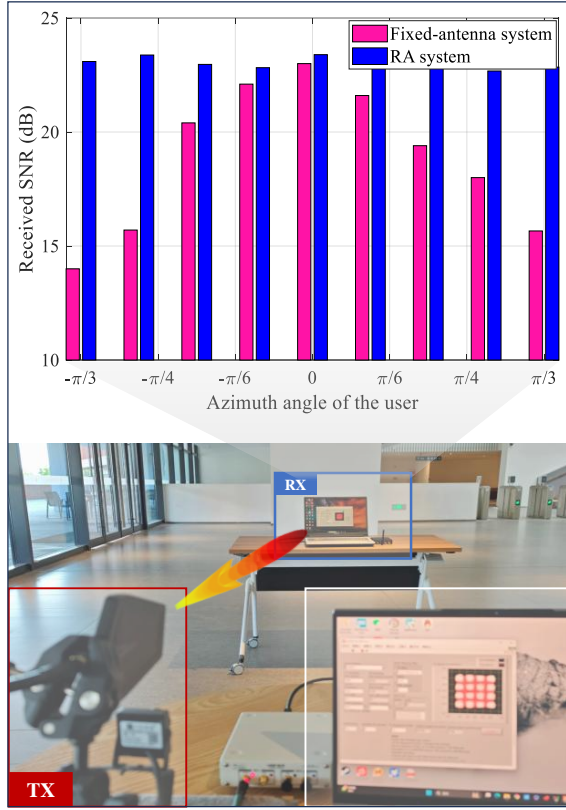 25
Fixed-antenna system
RA system
20
15
10
Received SNR (dB)
-π/3
-π/4
-π/6
0
π/6
π/4
π/3
Azimuth angle of the user
RX
TX